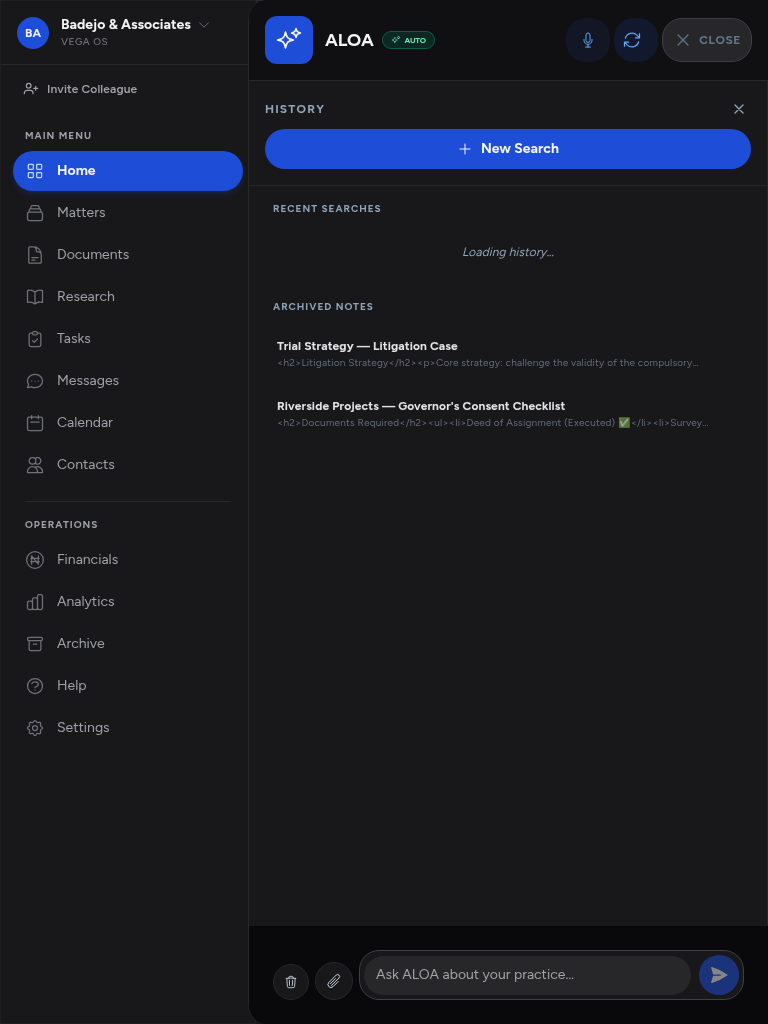 BA
Badejo & Associates
VEGA OS
Invite Colleague
MAIN MENU
Home
Matters
Documents
Research
Tasks
Messages
Calendar
Contacts
OPERATIONS
Financials
Analytics
Archive
Help
Settings
ALOA
AUTO
CLOSE
HISTORY
New Search
RECENT SEARCHES
Loading history...
ARCHIVED NOTES
Trial Strategy — Litigation Case
<h2>Litigation Strategy</h2><p>Core strategy: challenge the validity of the compulsory...
Riverside Projects — Governor's Consent Checklist
<h2>Documents Required</h2><ul><li>Deed of Assignment (Executed) ✅</li><li>Survey...
Ask ALOA about your practice...